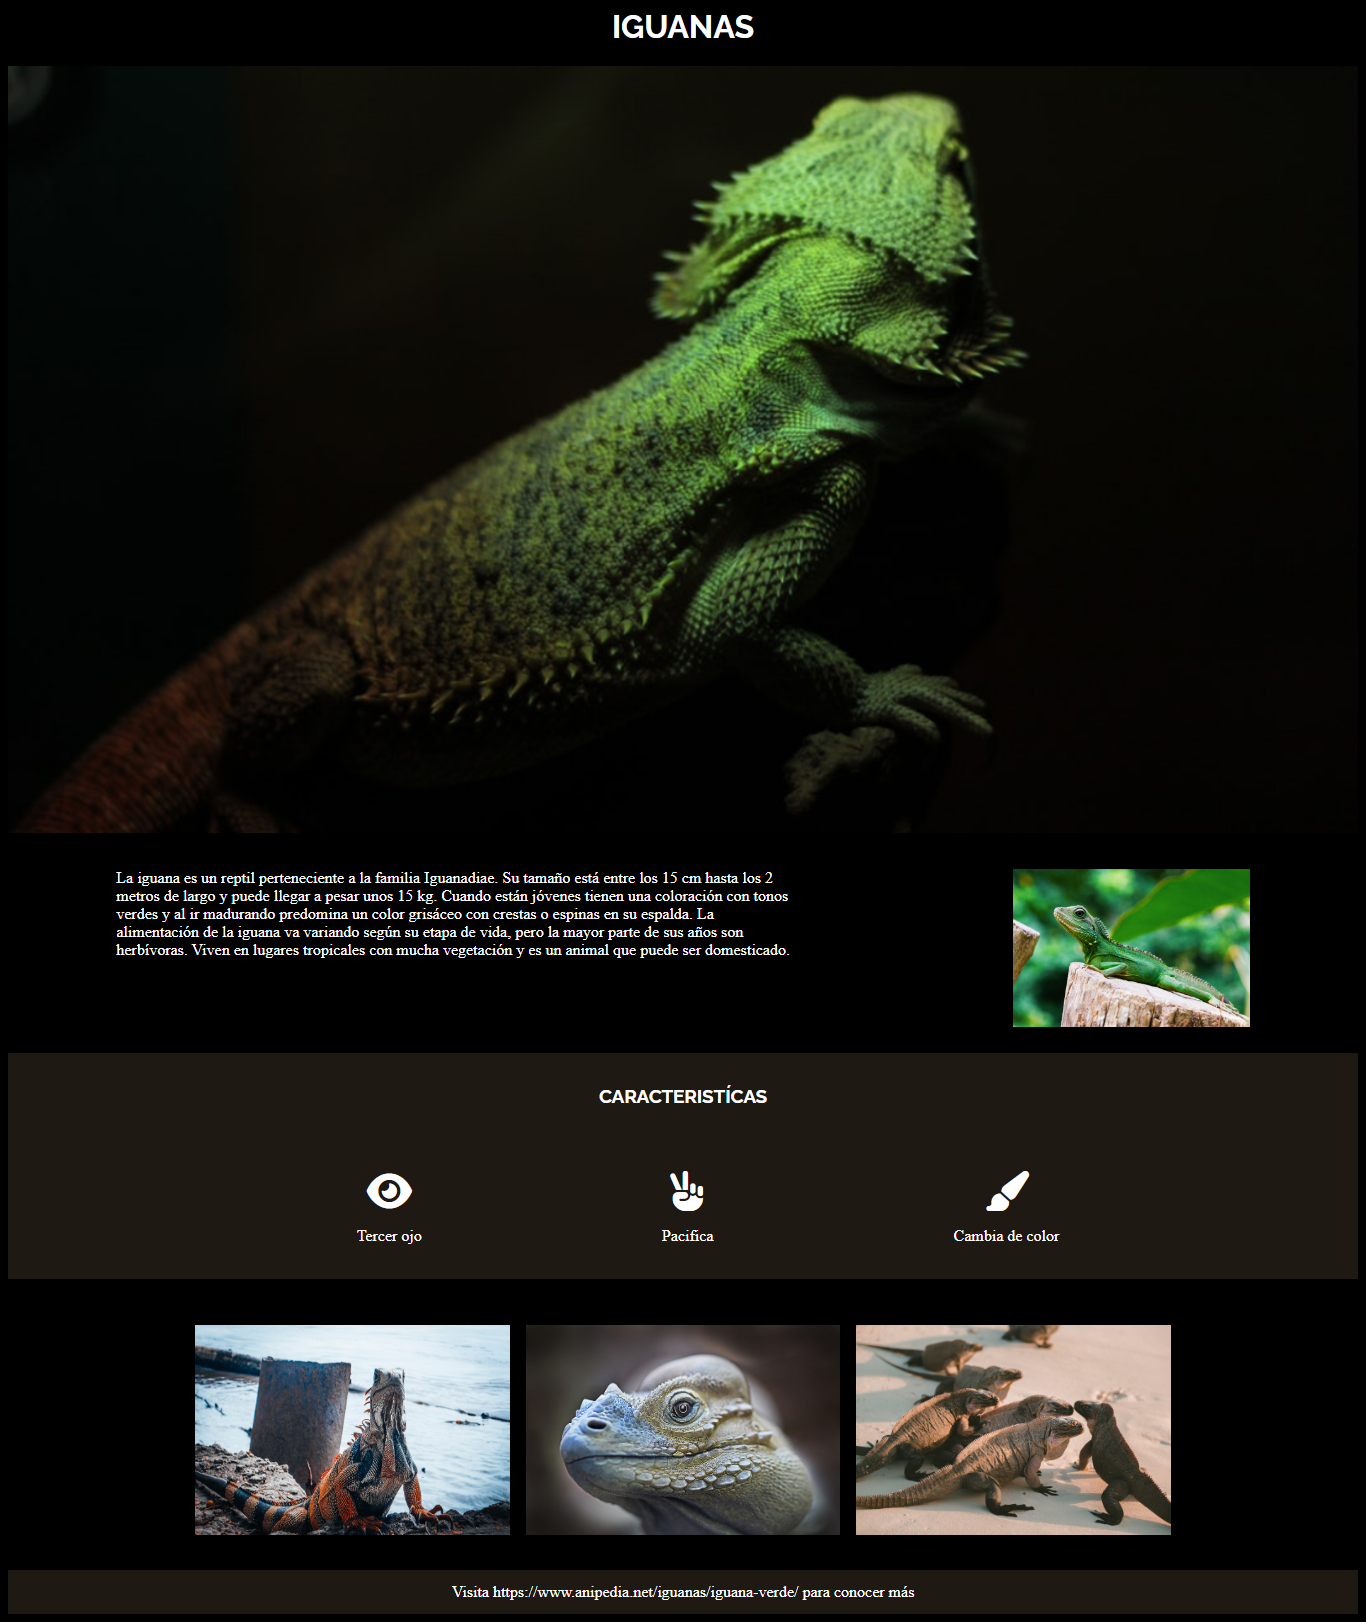 IGUANAS
La iguana es un reptil perteneciente a la familia Iguanadiae. Su tamaño está entre los 15 cm hasta los 2
metros de largo y puede llegar a pesar unos 15 kg. Cuando están jóvenes tienen una coloración con tonos
verdes y al ir madurando predomina un color grisáceo con crestas o espinas en su espalda. La
alimentación de la iguana va variando según su etapa de vida, pero la mayor parte de sus años son
herbívoras. Viven en lugares tropicales con mucha vegetación y es un animal que puede ser domesticado.
CARACTERISTÍCAS
Tercer ojo
Pacifica
Cambia de color
Visita https://www.anipedia.net/iguanas/iguana-verde/ para conocer más